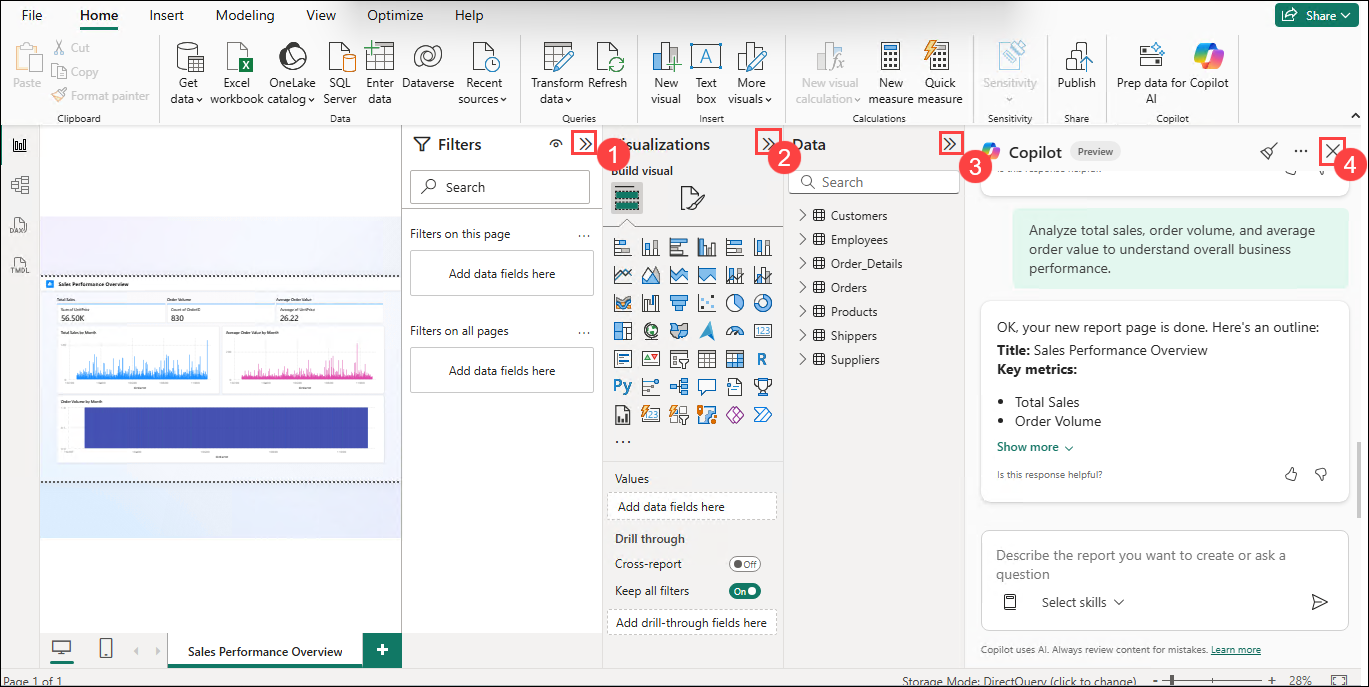 File Home Insert Modeling View Optimize Help Share
Paste
Cut
Copy
Format painter
Clipboard
Get data
Excel workbook
OneLake catalog
SQL Server
Enter data
Dataverse
Recent sources
Data
Transform data
Refresh
Queries
New visual
Text box
A
More visuals
Insert
New visual calculation
New measure
Quick measure
Calculations
Sensitivity
Sensitivity
Publish
Share
Prep data for AI
Copilot
Copilot
DAX
TMDL
Sales Performance Overview
Total Sales Order Volume Average Order Value
Sum of UnitPrice Count of OrderID Average of UnitPrice
56.50K 830 26.22
Total Sales by Month Average Order Value by Month
Order Volume by Month
Filters
1
Search
Filters on this page ...
Add data fields here
Filters on all pages ...
Add data fields here
isualizations
2
Build visual
123
R
Py
123
...
Values
Add data fields here
Drill through
Cross-report Off
Keep all filters On
Add drill-through fields here
Data
3
Search
Customers
Employees
Order_Details
Orders
Products
Shippers
Suppliers
Copilot Preview ...
4
Is this response helpful?
Analyze total sales, order volume, and average
order value to understand overall business
performance.
OK, your new report page is done. Here's an outline:
Title: Sales Performance Overview
Key metrics:
• Total Sales
• Order Volume
Show more
Is this response helpful?
Describe the report you want to create or ask a
question
Select skills
Copilot uses AI. Always review content for mistakes. Learn more
Sales Performance Overview +
Page 1 of 1 Storage Mode: DirectQuery (click to change) - + 28%